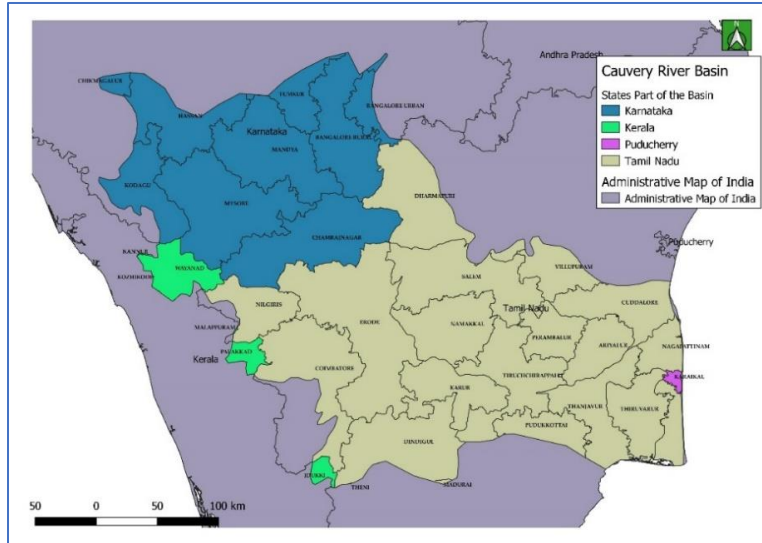 N
Andhra Pradesh
Cauvery River Basin
States Part of the Basin
Karnataka
Kerala
Puducherry
Tamil Nadu
Administrative Map of India
Administrative Map of India
CHIKMAGALUR
HASSAN
TUMKUR
BANGALORE URBAN
Karnataka
BANGALORE RURAL
MANDYA
KODAGU
MYSORE
DHARMAPURI
CHAMRAJNAGAR
KANNUR
WAYANAD
KOZHIKODE
Puducherry
SALEM
VILLUPURAM
NILGIRIS
CUDDALORE
Tamil Nadu
ERODE
NAMAKKAL
MALAPPURAM
PERAMBALUR
ARIYALUR
NAGAPATTINAM
PALAKKAD
Kerala
COIMBATORE
TIRUCHCHIRAPPALLI
KARAIKAL
KARUR
THANJAVUR
THIRUVARUR
PUDUKKOTTAI
DINDIGUL
IDUKKI
THENI
MADURAI
50 0 50 100 km